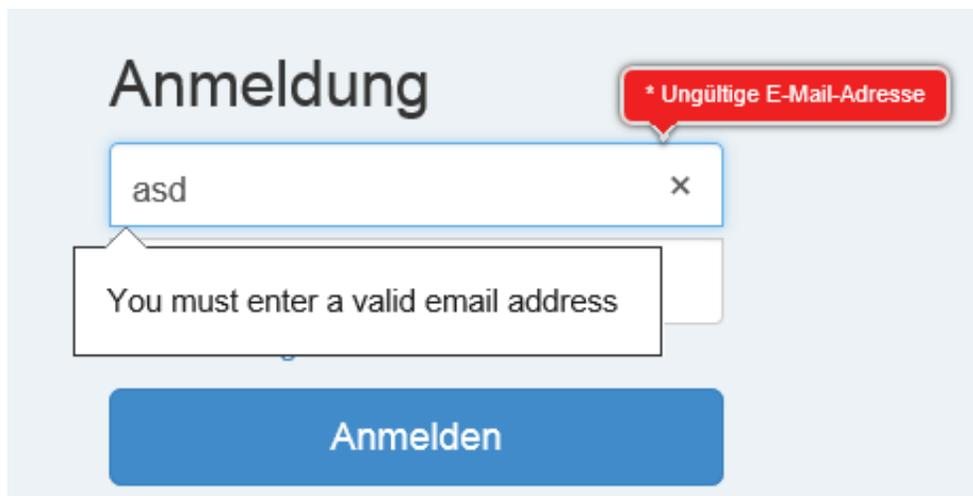 Anmeldung
* Ungültige E-Mail-Adresse
asd
You must enter a valid email address
Anmelden